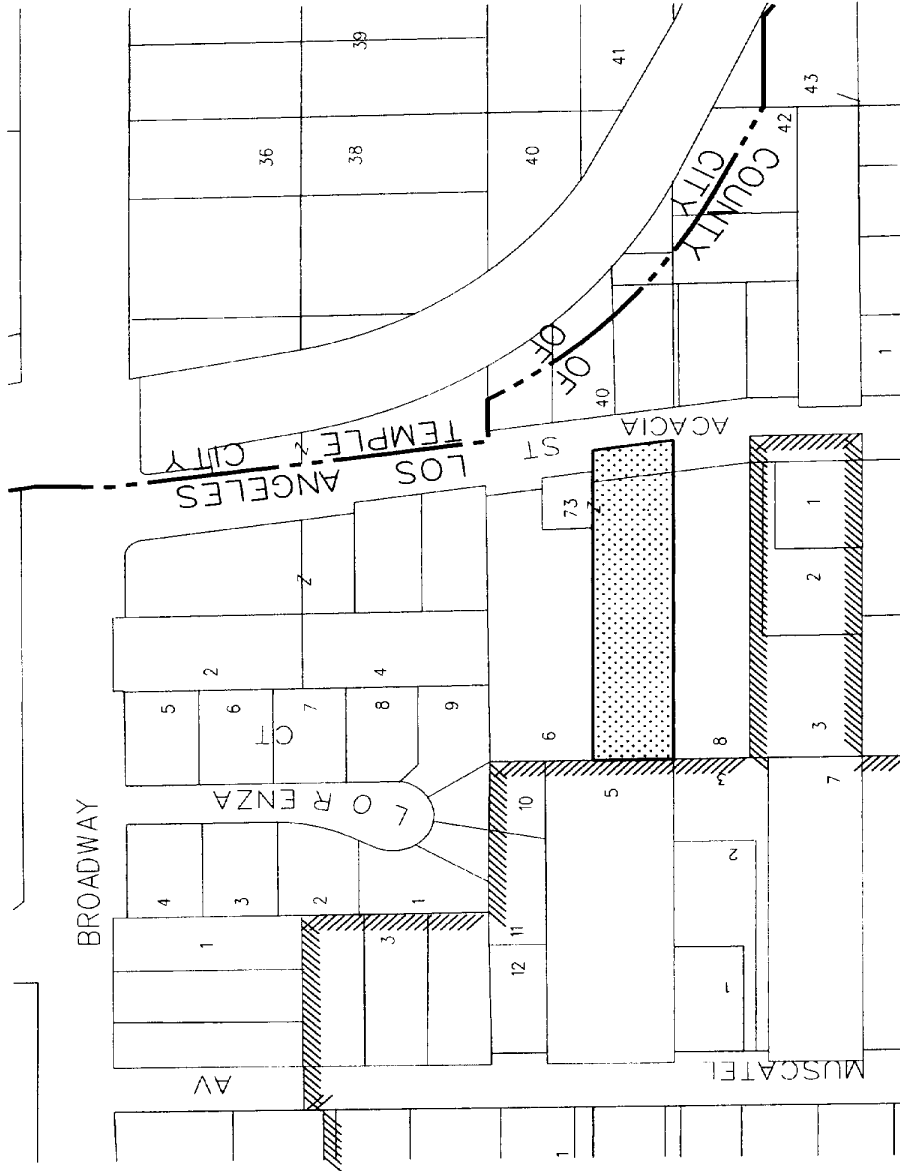 39
41
43
42
36
38
40
COUNTY
CITY
OF
OF
40
1
TEMPLE CITY
LOS ANGELES
Z
ST
ACACIA
73
Z
1
Z
2
2
4
5
6
7
8
9
CT
6
8
3
LORENZA
10
5
3
7
BROADWAY
4
3
2
1
2
1
3
11
12
1
AV
MUSCATEL
1